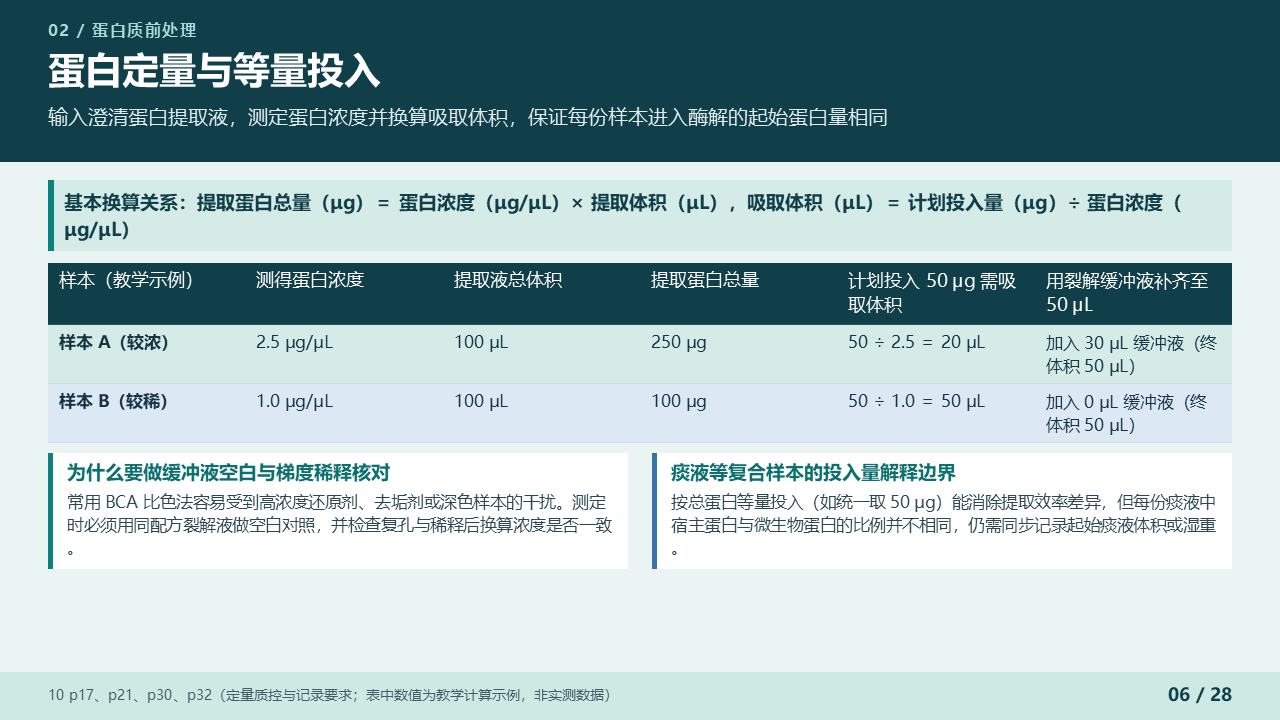 02 / 蛋白质前处理
蛋白定量与等量投入
输入澄清蛋白提取液，测定蛋白浓度并换算吸取体积，保证每份样本进入酶解的起始蛋白量相同
基本换算关系：提取蛋白总量（μg）= 蛋白浓度（μg/μL）× 提取体积（μL），吸取体积（μL）= 计划投入量（μg）÷ 蛋白浓度（
μg/μL）
样本（教学示例） 测得蛋白浓度 提取液总体积 提取蛋白总量 计划投入 50 μg 需吸 用裂解缓冲液补齐至
取体积 50 μL
样本 A（较浓） 2.5 μg/μL 100 μL 250 μg 50 ÷ 2.5 = 20 μL 加入 30 μL 缓冲液（终
体积 50 μL）
样本 B（较稀） 1.0 μg/μL 100 μL 100 μg 50 ÷ 1.0 = 50 μL 加入 0 μL 缓冲液（终
体积 50 μL）
为什么要做缓冲液空白与梯度稀释核对
常用 BCA 比色法容易受到高浓度还原剂、去垢剂或深色样本的干扰。测定
时必须用同配方裂解液做空白对照，并检查复孔与稀释后换算浓度是否一致
。
痰液等复合样本的投入量解释边界
按总蛋白等量投入（如统一取 50 μg）能消除提取效率差异，但每份痰液中
宿主蛋白与微生物蛋白的比例并不相同，仍需同步记录起始痰液体积或湿重
。
10 p17、p21、p30、p32（定量质控与记录要求；表中数值为教学计算示例，非实测数据）
06 / 28